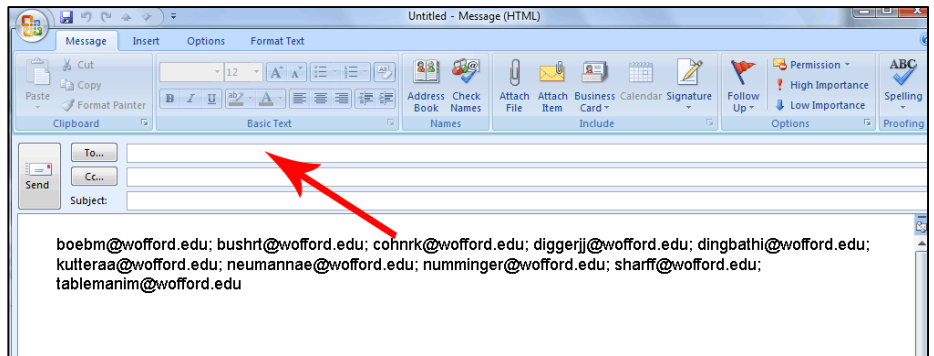 Untitled - Message (HTML)
Message Insert Options Format Text
Paste
Cut
Copy
Format Painter
Clipboard
12
B I U
Basic Text
Address Book
Check Names
Names
Attach File
Attach Item
Business Card
Calendar
Signature
Include
Follow Up
Permission
High Importance
Low Importance
Options
ABC
Spelling
Proofing
Send
To...
Cc...
Subject:
boebm@wofford.edu; bushrt@wofford.edu; cohnrk@wofford.edu; diggerjj@wofford.edu; dingbathi@wofford.edu;
kutteraa@wofford.edu; neumannae@wofford.edu; numminger@wofford.edu; sharff@wofford.edu;
tablemanim@wofford.edu